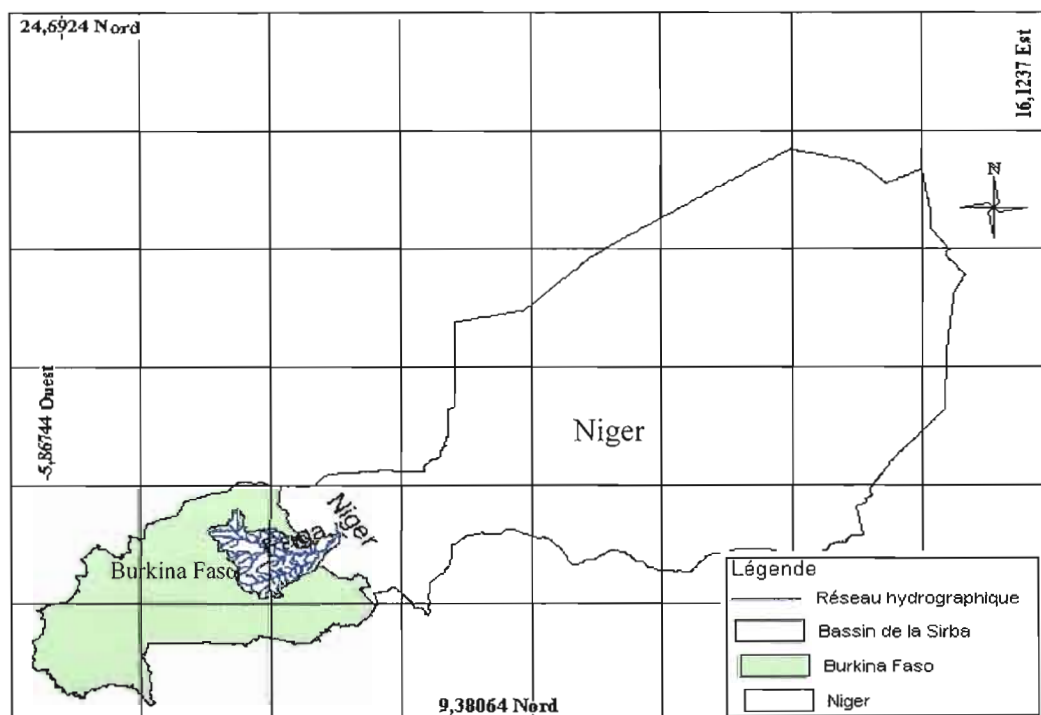 24,6924 Nord
16,1237 Est
N
-5,86744 Ouest
Niger
Niger
Burkina Faso
9,38064 Nord
Légende
Réseau hydrographique
Bassin de la Sirba
Burkina Faso
Niger